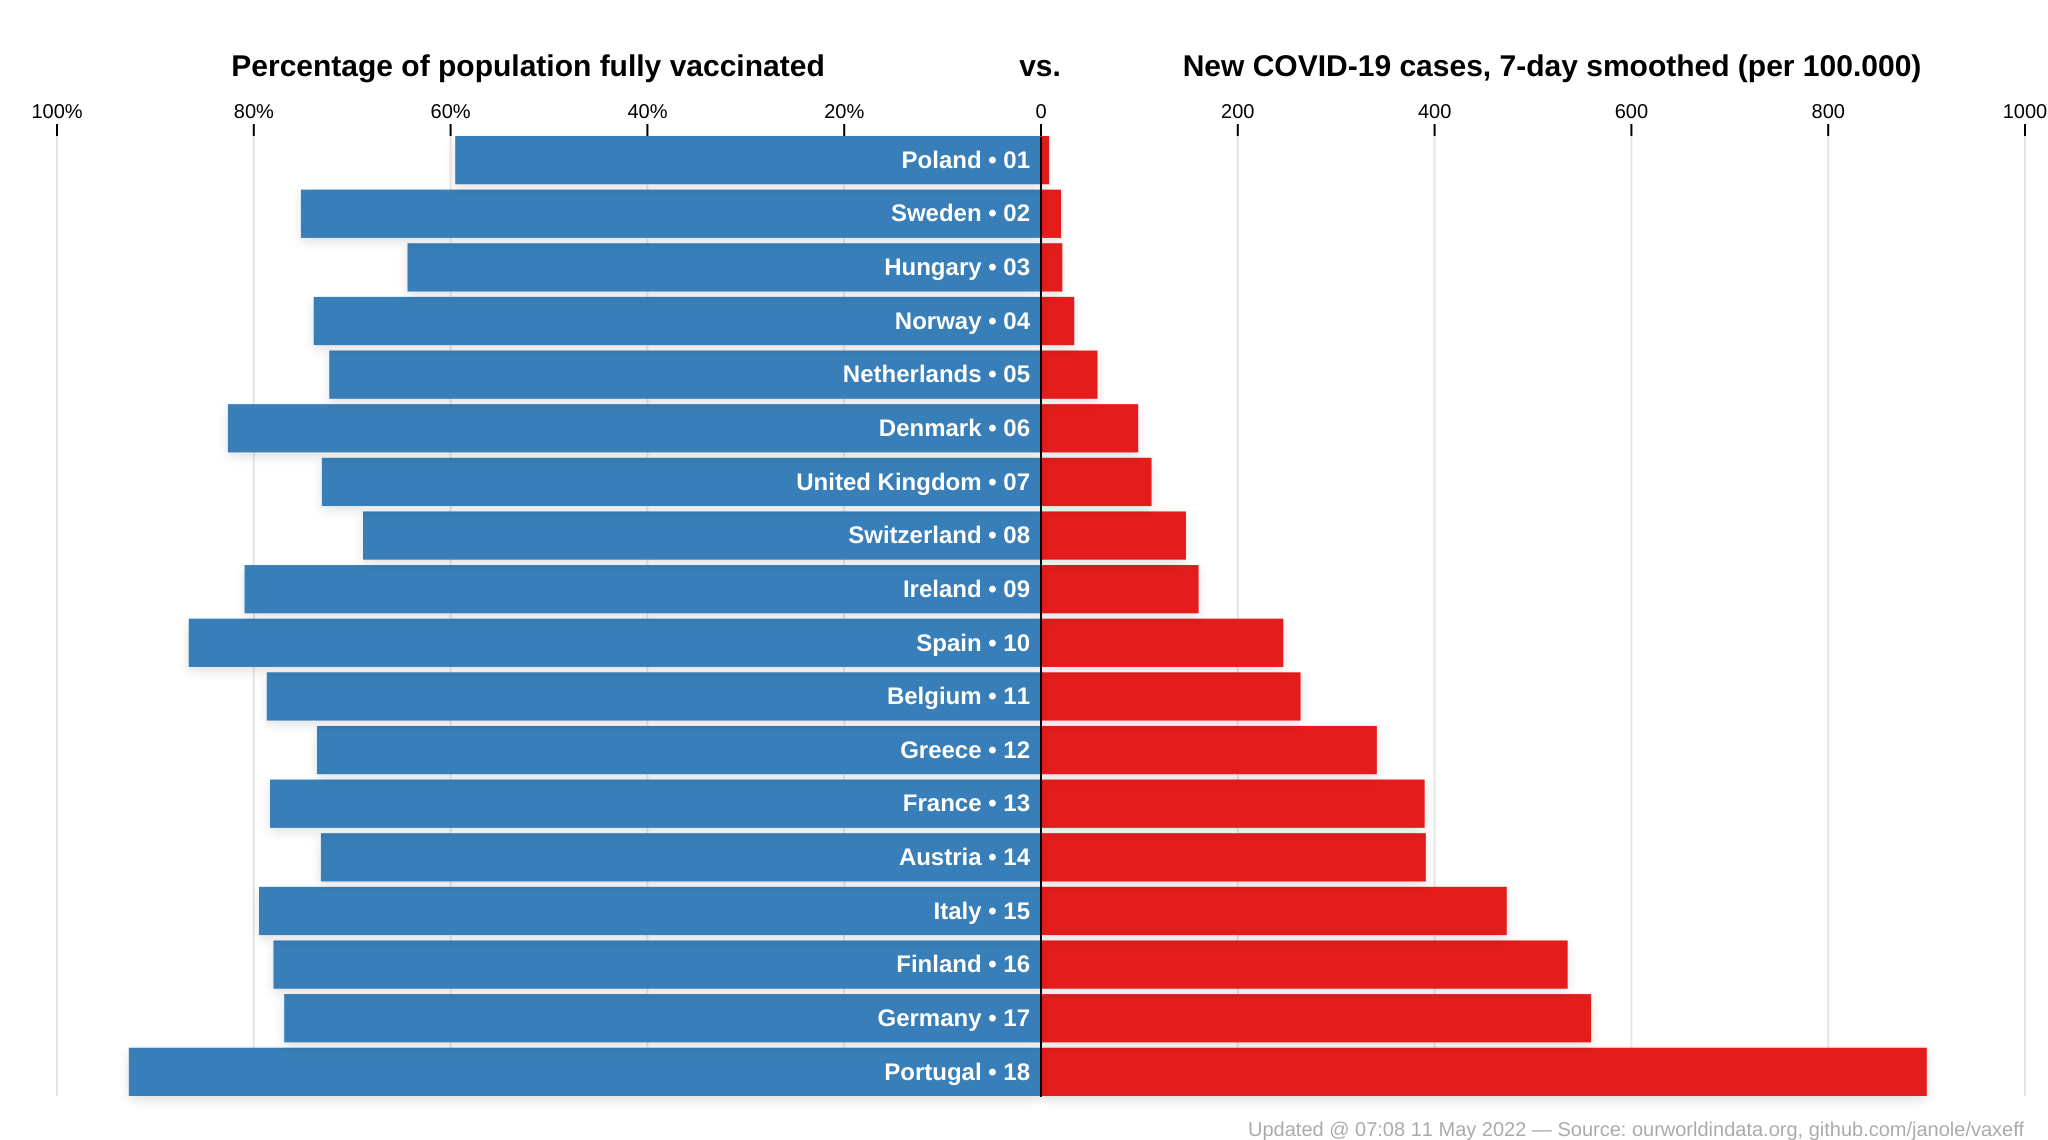 Percentage of population fully vaccinated vs. New COVID-19 cases, 7-day smoothed (per 100.000)
100% 80% 60% 40% 20% 0 200 400 600 800 1000
Poland • 01
Sweden • 02
Hungary • 03
Norway • 04
Netherlands • 05
Denmark • 06
United Kingdom • 07
Switzerland • 08
Ireland • 09
Spain • 10
Belgium • 11
Greece • 12
France • 13
Austria • 14
Italy • 15
Finland • 16
Germany • 17
Portugal • 18
Updated @ 07:08 11 May 2022 — Source: ourworldindata.org, github.com/janole/vaxeff